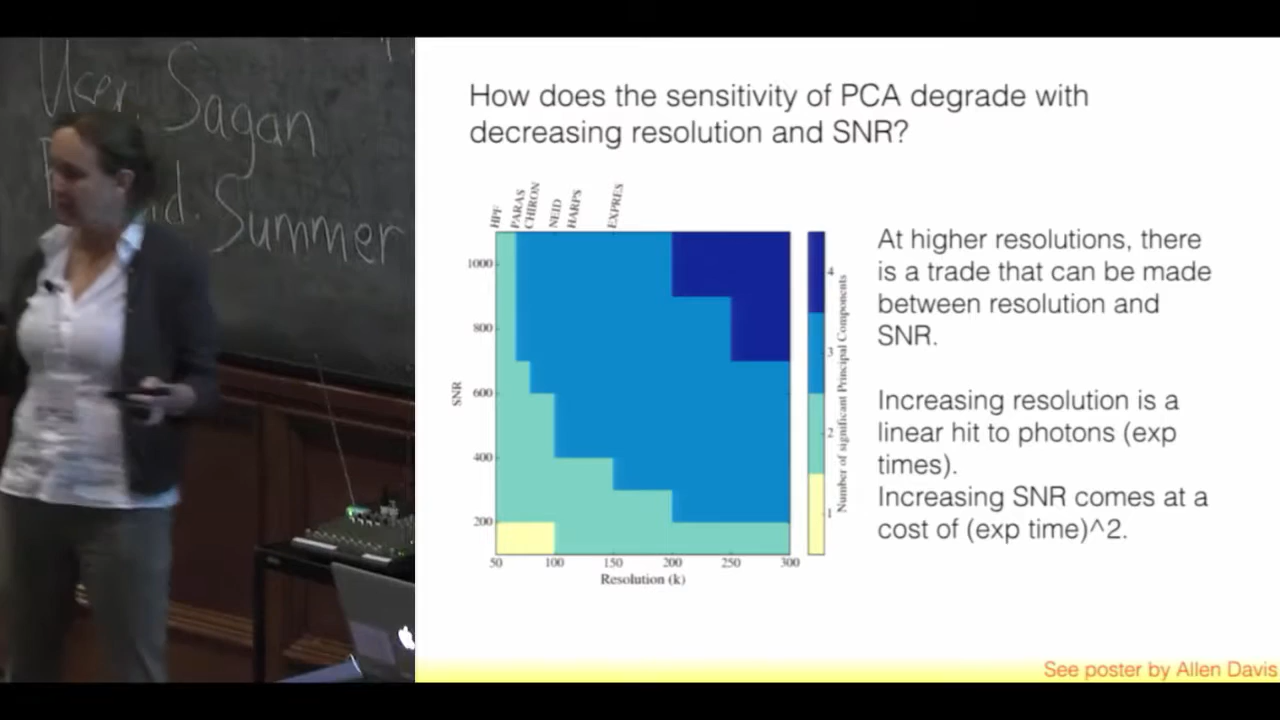 User: Sagan
Summer
How does the sensitivity of PCA degrade with
decreasing resolution and SNR?
HPF
PARAS
CHIRON
NEID
HARPS
EXPRES
1000
800
600
400
200
SNR
50 100 150 200 250 300
Resolution (k)
4
3
2
1
Number of significant Principal Components
At higher resolutions, there
is a trade that can be made
between resolution and
SNR.
Increasing resolution is a
linear hit to photons (exp
times).
Increasing SNR comes at a
cost of (exp time)^2.
See poster by Allen Davis